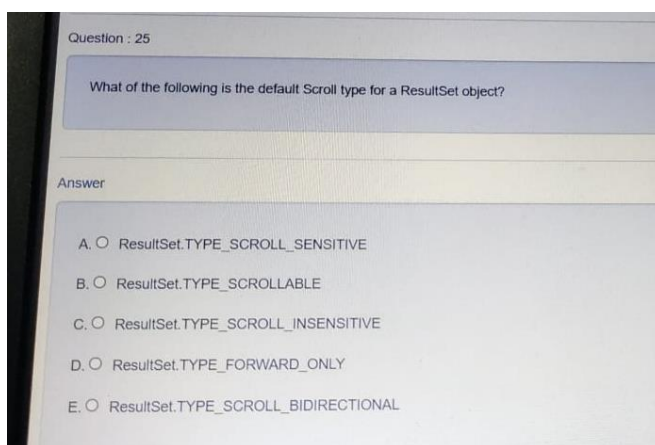 Question : 25
What of the following is the default Scroll type for a ResultSet object?
Answer
A. ResultSet.TYPE_SCROLL_SENSITIVE
B. ResultSet.TYPE_SCROLLABLE
C. ResultSet.TYPE_SCROLL_INSENSITIVE
D. ResultSet.TYPE_FORWARD_ONLY
E. ResultSet.TYPE_SCROLL_BIDIRECTIONAL